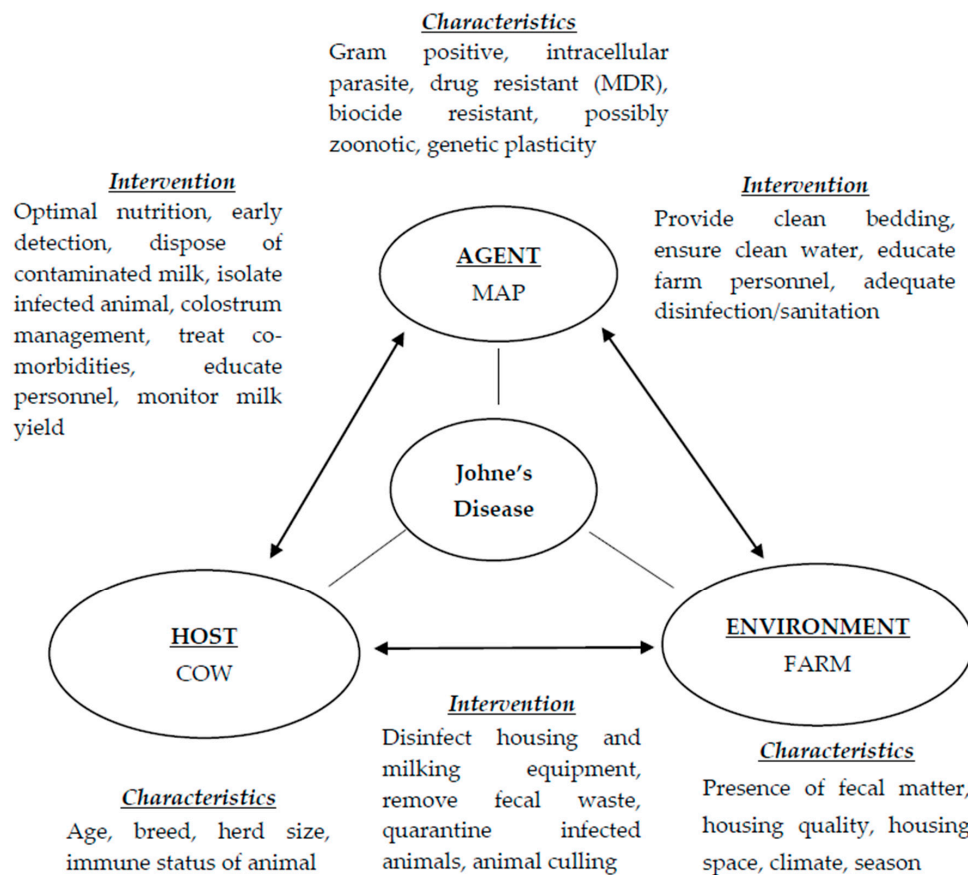 Characteristics
Gram positive, intracellular
parasite, drug resistant (MDR),
biocide resistant, possibly
zoonotic, genetic plasticity
Intervention
Optimal nutrition, early
detection, dispose of
contaminated milk, isolate
infected animal, colostrum
management, treat co-
morbidities, educate
personnel, monitor milk
yield
Intervention
Provide clean bedding,
ensure clean water, educate
farm personnel, adequate
disinfection/sanitation
AGENT
MAP
Johne's
Disease
HOST
COW
ENVIRONMENT
FARM
Intervention
Disinfect housing and
milking equipment,
remove fecal waste,
quarantine infected
animals, animal culling
Characteristics
Age, breed, herd size,
immune status of animal
Characteristics
Presence of fecal matter,
housing quality, housing
space, climate, season